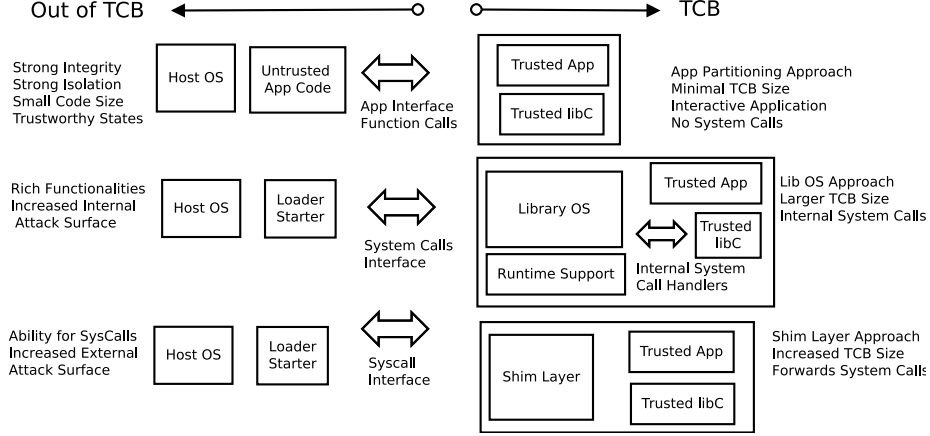 Out of TCB
TCB
Strong Integrity
Strong Isolation
Small Code Size
Trustworthy States
Host OS
Untrusted
App Code
App Interface
Function Calls
Trusted App
Trusted libC
App Partitioning Approach
Minimal TCB Size
Interactive Application
No System Calls
Rich Functionalities
Increased Internal
Attack Surface
Host OS
Loader
Starter
System Calls
Interface
Library OS
Runtime Support
Trusted App
Trusted
libC
Internal System
Call Handlers
Lib OS Approach
Larger TCB Size
Internal System Calls
Ability for SysCalls
Increased External
Attack Surface
Host OS
Loader
Starter
Syscall
Interface
Shim Layer
Trusted App
Trusted libC
Shim Layer Approach
Increased TCB Size
Forwards System Calls